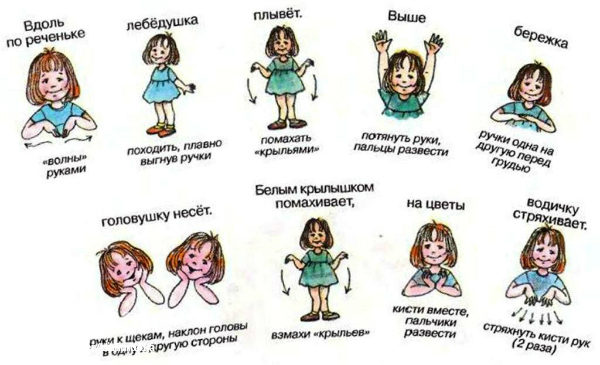 Вдоль
по реченьке
«волны»
руками
лебёдушка
походить, плавно
выгнув ручки
плывёт.
помахать
«крыльями»
Выше
потянуть руки,
пальцы развести
бережка
ручки одна на
другую перед
грудью
головушку несёт.
руки к щекам, наклон головы
в одну другую стороны
Белым крылышком
помахивает,
взмахи «крыльев»
на цветы
кисти вместе,
пальчики
развести
водичку
стряхивает.
стряхнуть кисти рук
(2 раза)